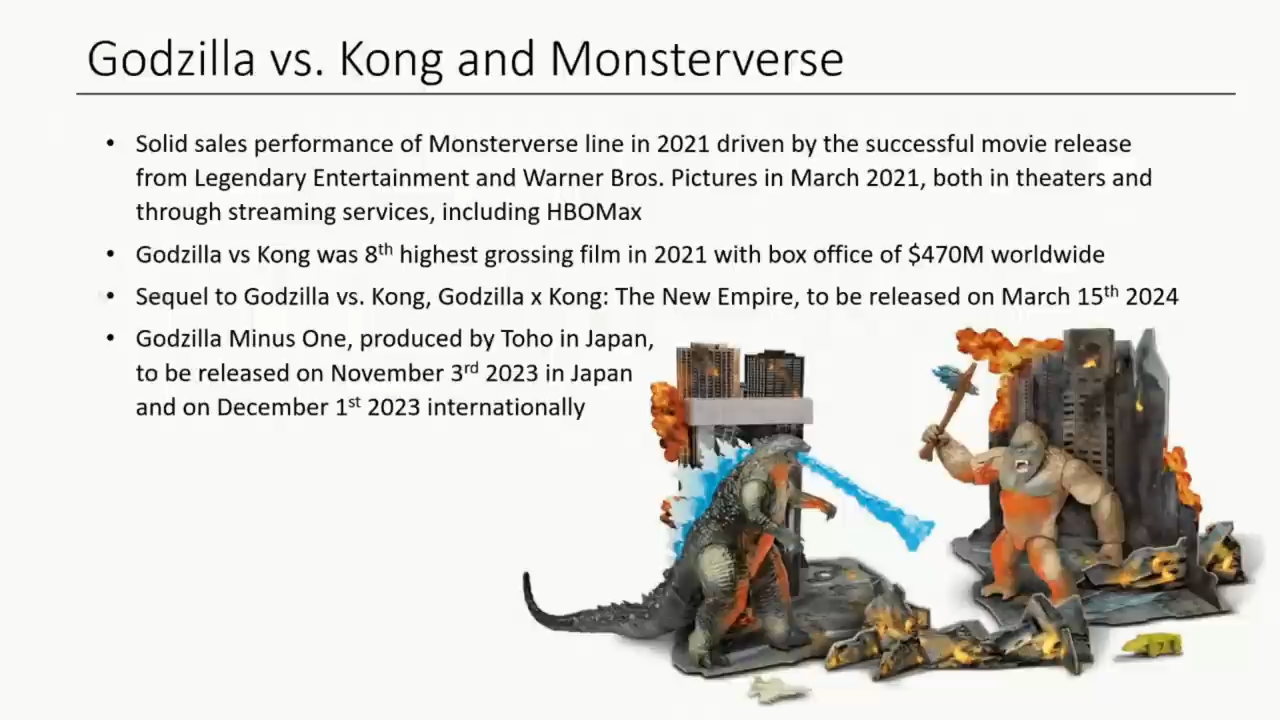 Godzilla vs. Kong and Monsterverse
• Solid sales performance of Monsterverse line in 2021 driven by the successful movie release
from Legendary Entertainment and Warner Bros. Pictures in March 2021, both in theaters and
through streaming services, including HBOMax
• Godzilla vs Kong was 8th highest grossing film in 2021 with box office of $470M worldwide
• Sequel to Godzilla vs. Kong, Godzilla x Kong: The New Empire, to be released on March 15th 2024
• Godzilla Minus One, produced by Toho in Japan,
to be released on November 3rd 2023 in Japan
and on December 1st 2023 internationally